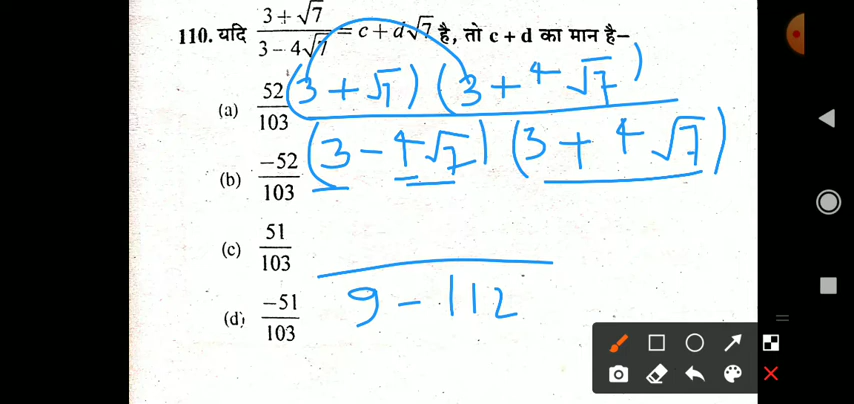 110. यदि (3 + √7)/(3 − 4√7) = c + d√7 है, तो c + d का मान है–
(3 + √7) (3 + 4√7)
(3 − 4√7) (3 + 4√7)
(a) 52/103
(b) −52/103
(c) 51/103
9 − 112
(d) −51/103